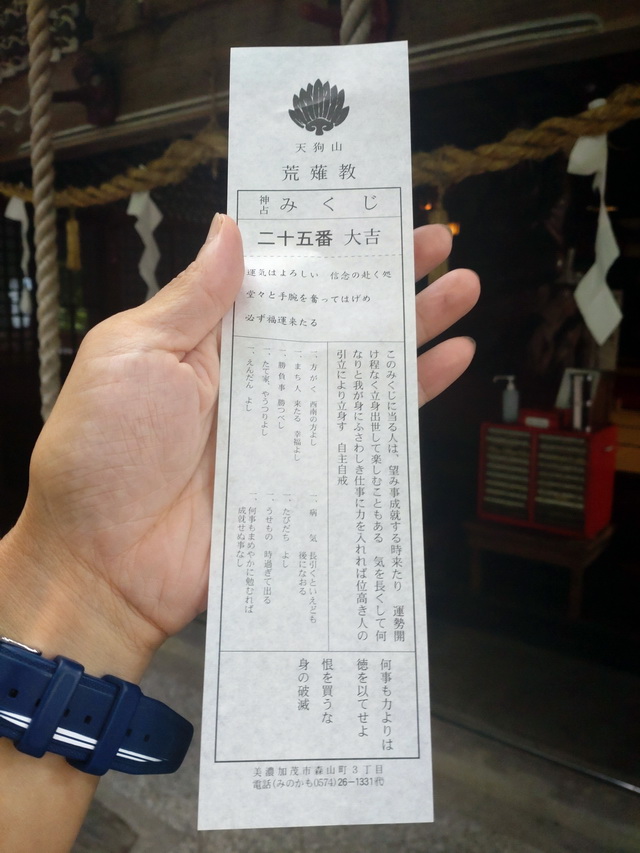 天狗山
荒薙教
神占 みくじ
二十五番 大吉
運気はよろしい 信念の赴く処
堂々と手腕を奮ってはげめ
必ず福運来たる
このみくじに当る人は、望み事成就する時来たり 運勢開
け程なく立身出世して楽しむこともある 気を長くして何
なりと我が身にふさわしき仕事に力を入れれば位高き人の
引立により立身す 自主自戒
一、方がく 西南の方よし
一、まち人 来たる 幸福よし
一、勝負事 勝つべし
一、たて家、やうつりよし
一、えんだん よし
一、病気 長引くといえども
後になおる
一、たびだち よし
一、うせもの 時過ぎて出る
一、何事もまめやかに勉むれば
成就せぬ事なし
何事も力よりは
徳を以てせよ
恨を買うな
身の破滅
美濃加茂市森山町3丁目
電話(みのかも(0574)26-1331代)